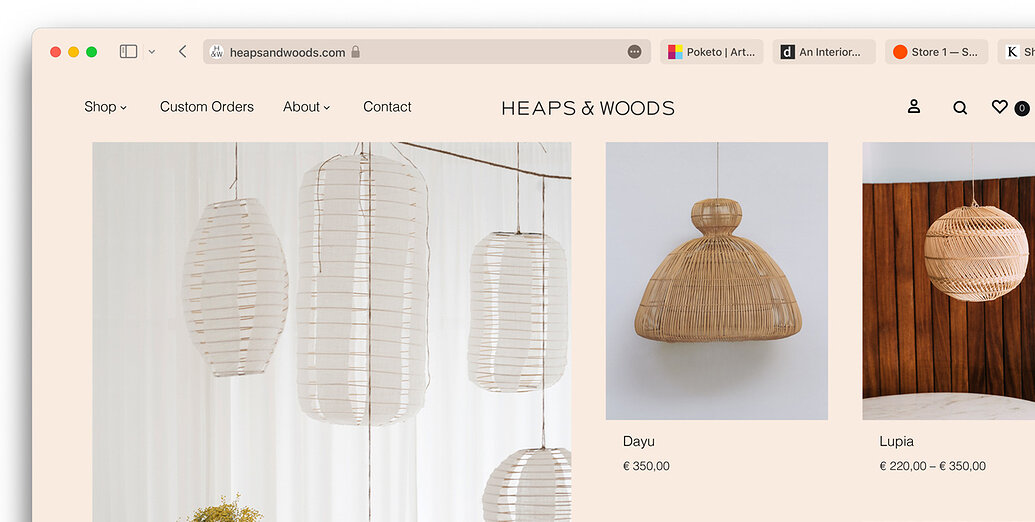 heapsandwoods.com
Poketo | Art...
An Interior...
Store 1 — S...
Shop
Custom Orders
About
Contact
HEAPS & WOODS
0
Dayu
€ 350,00
Lupia
€ 220,00 – € 350,00